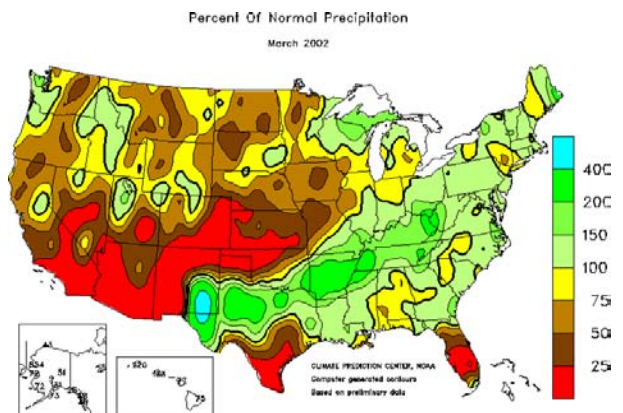 Percent Of Normal Precipitation
March 2002
400
200
150
100
75
50
25
CLIMATE PREDICTION CENTER, NOAA
Computer generated contours
Based on preliminary data